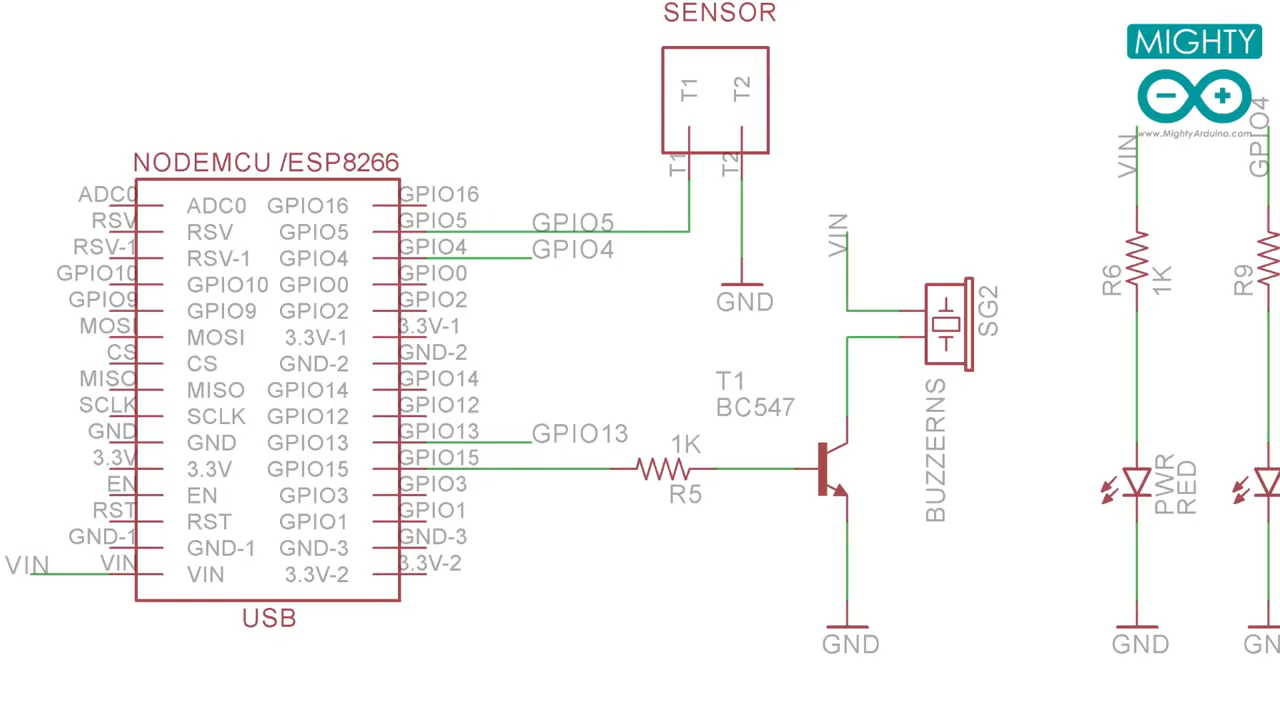 SENSOR
T1
T2
T1
T2
GND
MIGHTY
www.MightyArduino.com
NODEMCU /ESP8266
ADC0
RSV
RSV-1
GPIO10
GPIO9
MOSI
CS
MISO
SCLK
GND
3.3V
EN
RST
GND-1
VIN
VIN
ADC0 GPIO16
RSV GPIO5
RSV-1 GPIO4
GPIO10 GPIO0
GPIO9 GPIO2
MOSI 3.3V-1
CS GND-2
MISO GPIO14
SCLK GPIO12
GND GPIO13
3.3V GPIO15
EN GPIO3
RST GPIO1
GND-1 GND-3
VIN 3.3V-2
GPIO16
GPIO5
GPIO4
GPIO0
GPIO2
3.3V-1
GND-2
GPIO14
GPIO12
GPIO13
GPIO15
GPIO3
GPIO1
GND-3
3.3V-2
USB
GPIO5
GPIO4
GPIO13
1K
R5
T1
BC547
VIN
SG2
BUZZERNS
GND
VIN
R6
1K
PWR
RED
GND
GPIO4
R9
GN